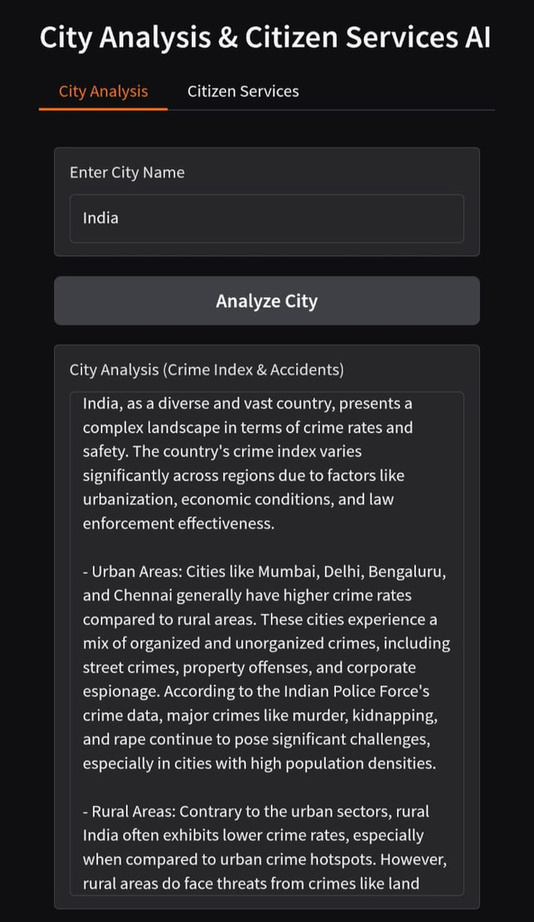 City Analysis & Citizen Services AI
City Analysis
Citizen Services
Enter City Name
India
Analyze City
City Analysis (Crime Index & Accidents)
India, as a diverse and vast country, presents a
complex landscape in terms of crime rates and
safety. The country's crime index varies
significantly across regions due to factors like
urbanization, economic conditions, and law
enforcement effectiveness.
- Urban Areas: Cities like Mumbai, Delhi, Bengaluru,
and Chennai generally have higher crime rates
compared to rural areas. These cities experience a
mix of organized and unorganized crimes, including
street crimes, property offenses, and corporate
espionage. According to the Indian Police Force's
crime data, major crimes like murder, kidnapping,
and rape continue to pose significant challenges,
especially in cities with high population densities.
- Rural Areas: Contrary to the urban sectors, rural
India often exhibits lower crime rates, especially
when compared to urban crime hotspots. However,
rural areas do face threats from crimes like land